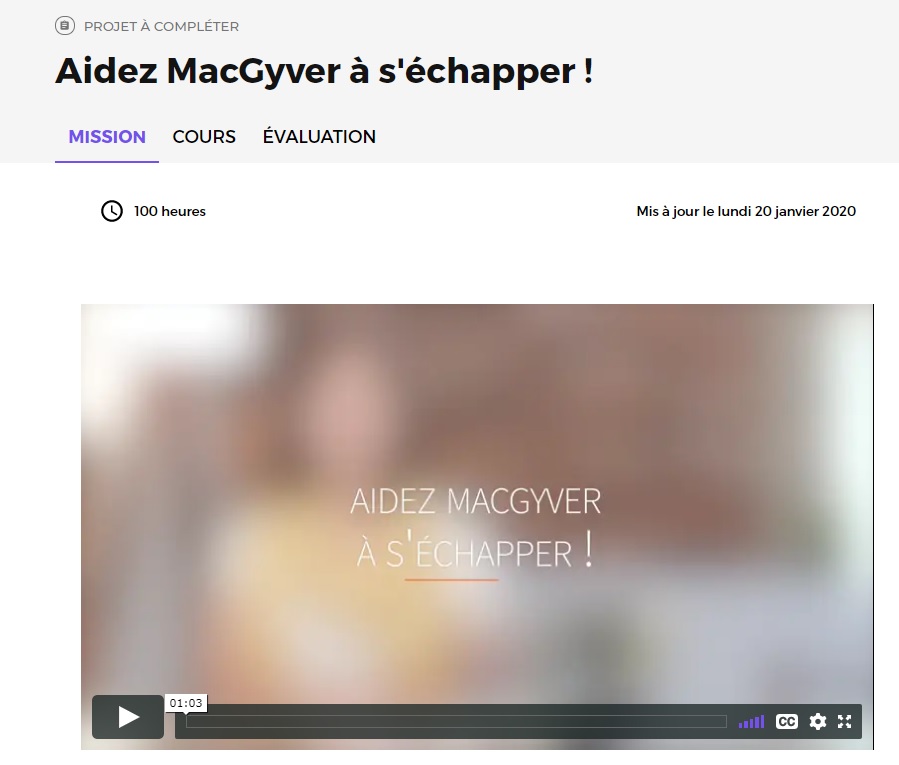 PROJET À COMPLÉTER
Aidez MacGyver à s'échapper !
MISSION COURS ÉVALUATION
100 heures Mis à jour le lundi 20 janvier 2020
AIDEZ MACGYVER
À S'ÉCHAPPER !
01:03
CC